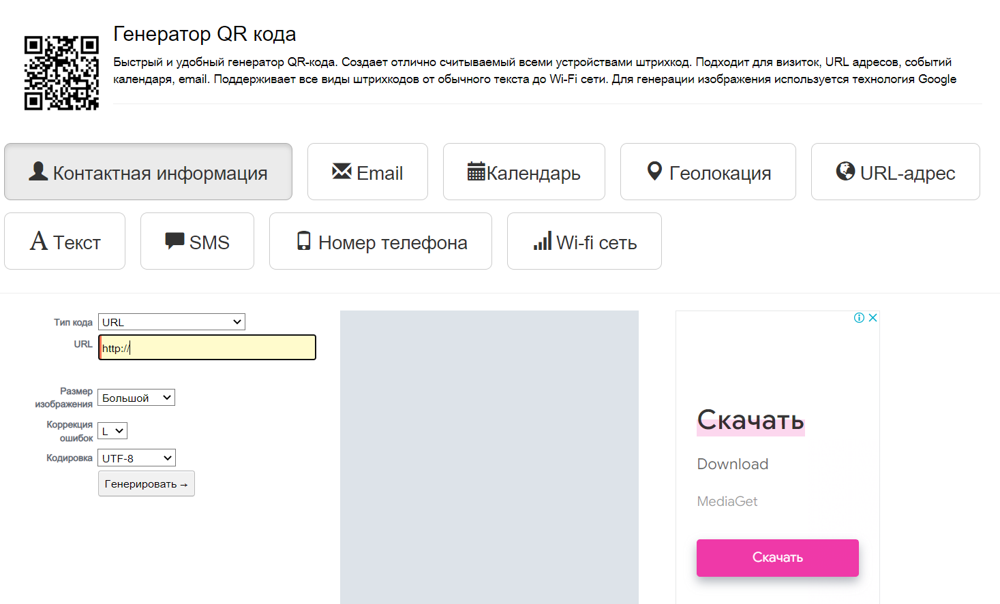 Генератор QR кода
Быстрый и удобный генератор QR-кода. Создает отлично считываемый всеми устройствами штрихкод. Подходит для визиток, URL адресов, событий
календаря, email. Поддерживает все виды штрихкодов от обычного текста до Wi-Fi сети. Для генерации изображения используется технология Google
Контактная информация
Email
Календарь
Геолокация
URL-адрес
Текст
SMS
Номер телефона
Wi-fi сеть
Тип кода
URL
URL
http://
Размер
изображения
Большой
Коррекция
ошибок
L
Кодировка
UTF-8
Генерировать →
Скачать
Download
MediaGet
Скачать